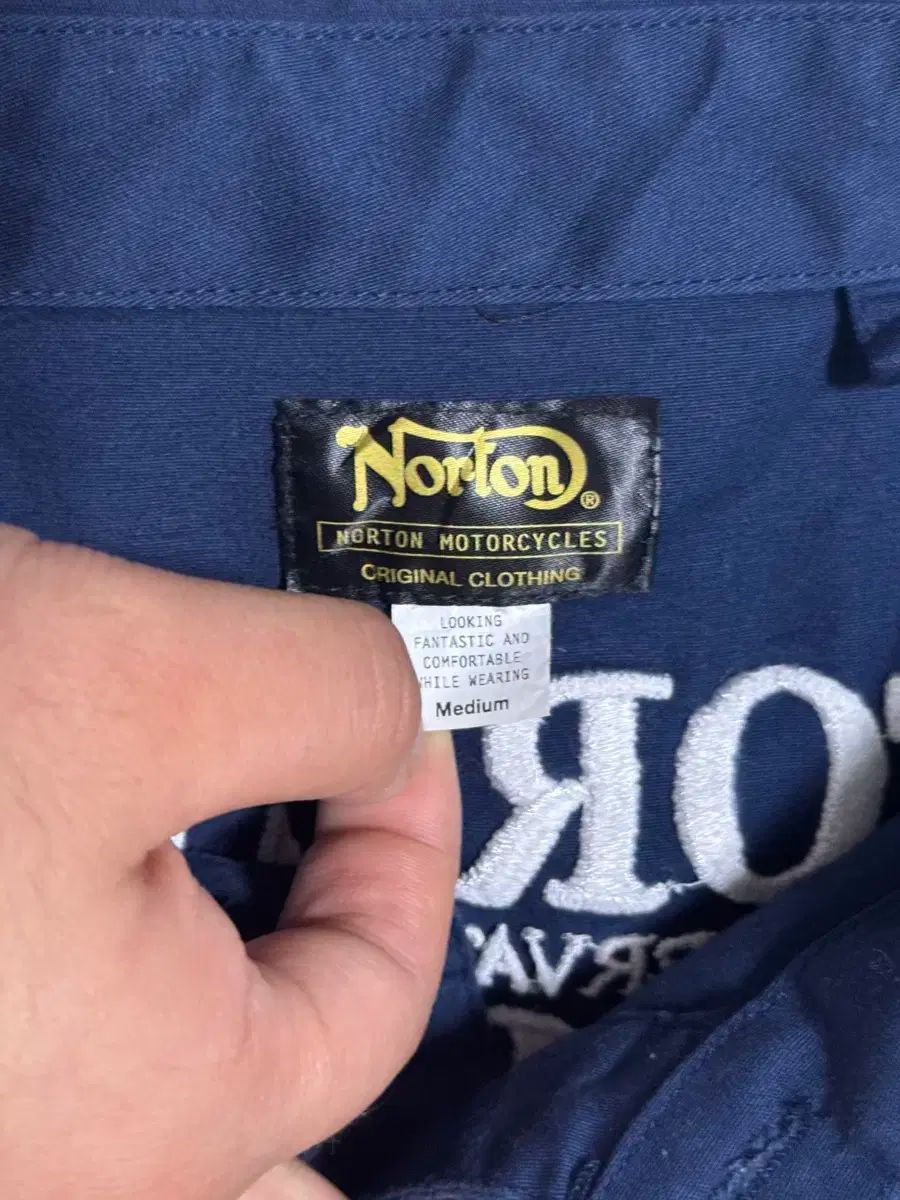 Norton®
NORTON MOTORCYCLES
ORIGINAL CLOTHING
LOOKING
FANTASTIC AND
COMFORTABLE
WHILE WEARING
Medium